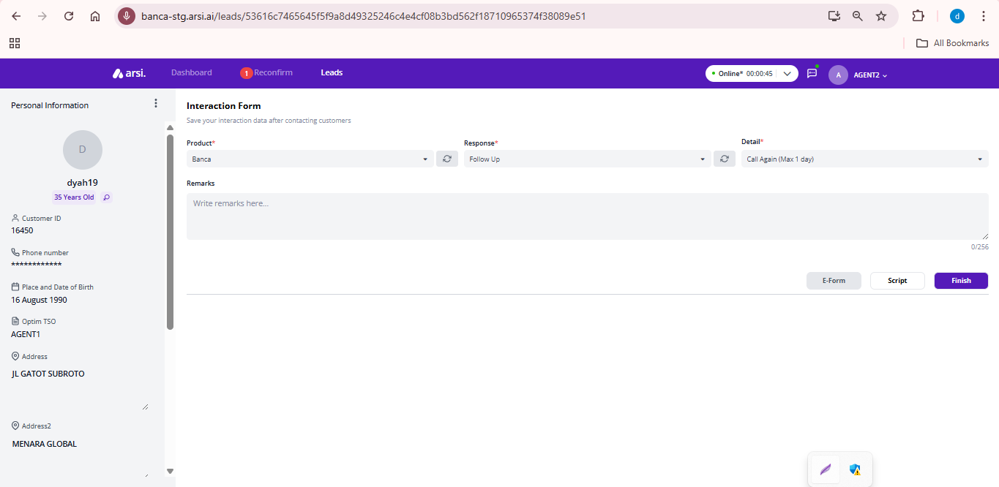 banca-stg.arsi.ai/leads/53616c7465645f5f9a8d49325246c4e4cf08b3bd562f18710965374f38089e51
d
All Bookmarks
arsi.
Dashboard
1 Reconfirm
Leads
Online* 00:00:45
A
AGENT2
Personal Information
D
dyah19
35 Years Old
Customer ID
16450
Phone number
************
Place and Date of Birth
16 August 1990
Optim TSO
AGENT1
Address
JL GATOT SUBROTO
Address2
MENARA GLOBAL
Interaction Form
Save your interaction data after contacting customers
Product* Response* Detail*
Banca Follow Up Call Again (Max 1 day)
Remarks
Write remarks here...
0/256
E-Form Script Finish